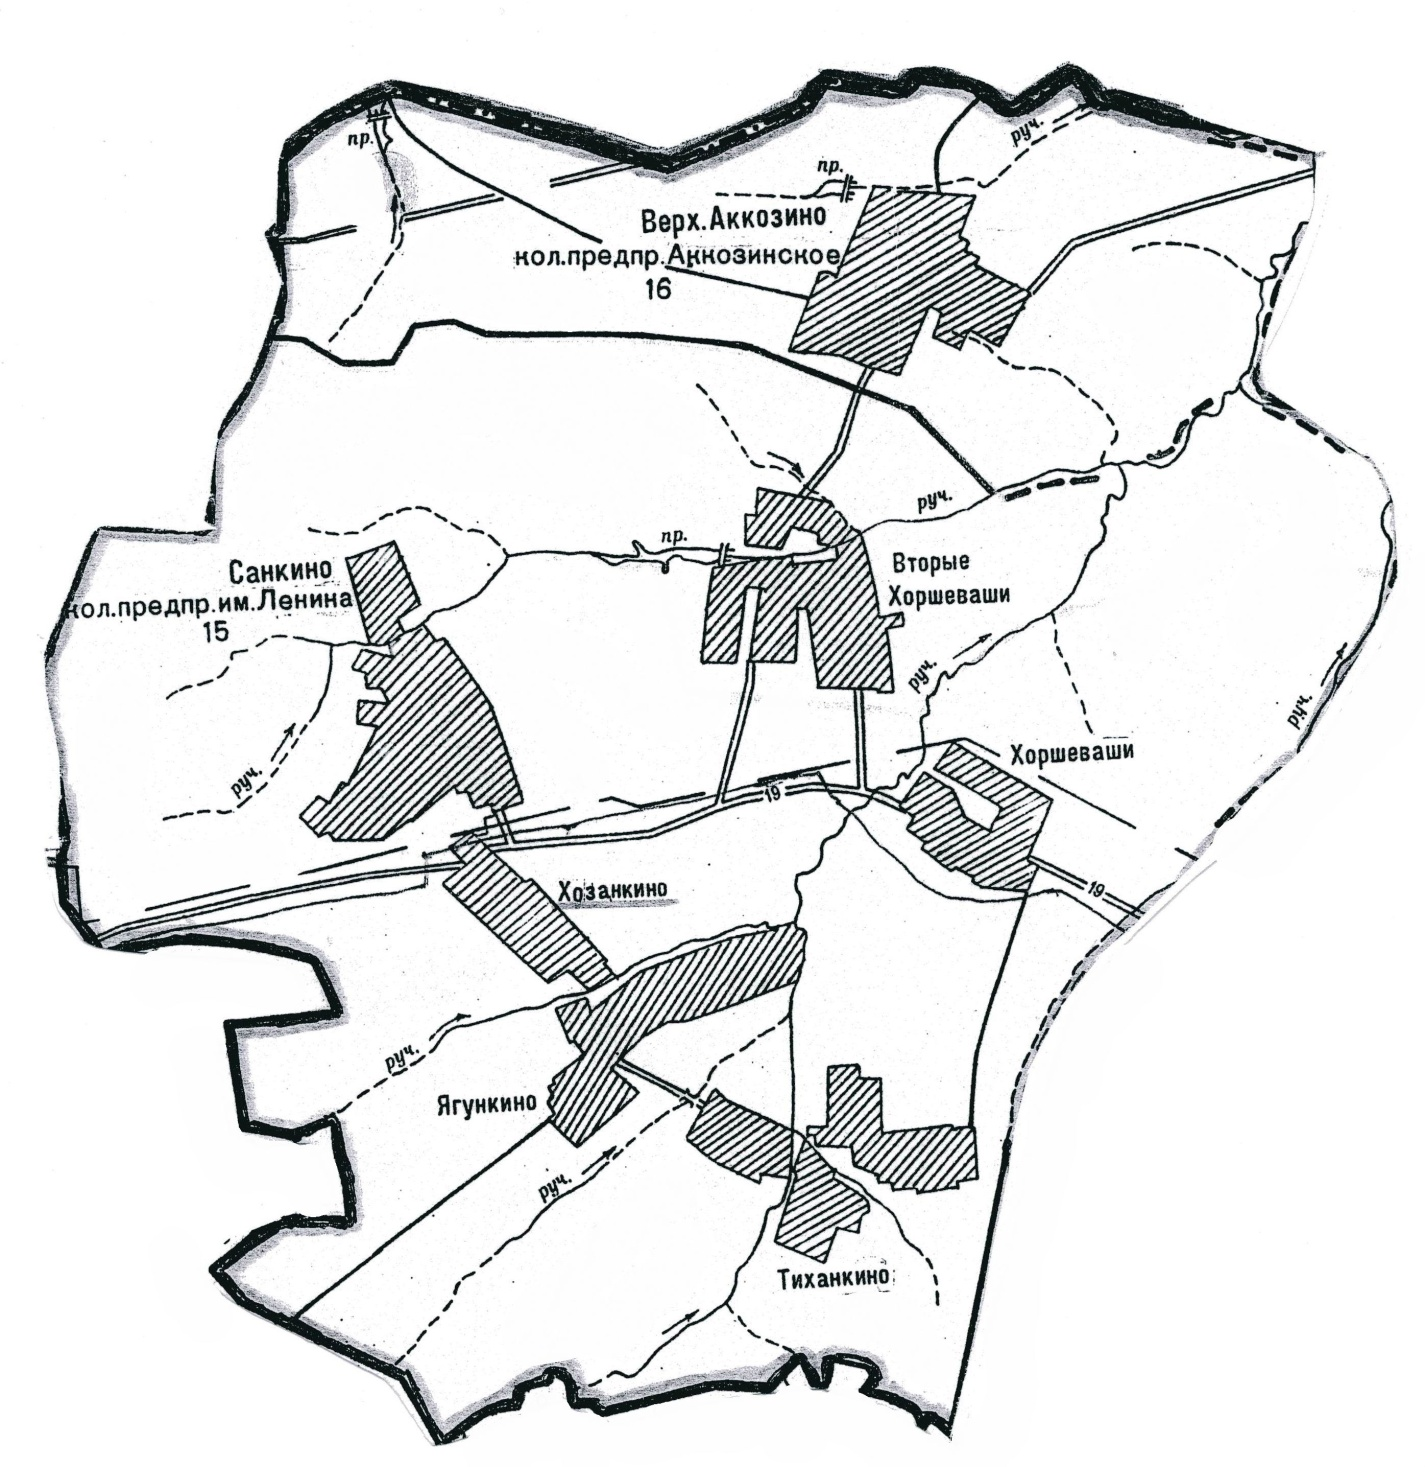 пр.
руч.
пр.
Верх.Аккозино
кол.предпр.Аккозинское
16
руч.
пр.
Вторые
Хоршеваши
Санкино
кол.предпр.им.Ленина
15
руч.
руч.
руч.
Хоршеваши
19
19
Хозанкино
руч.
Ягункино
руч.
Тиханкино